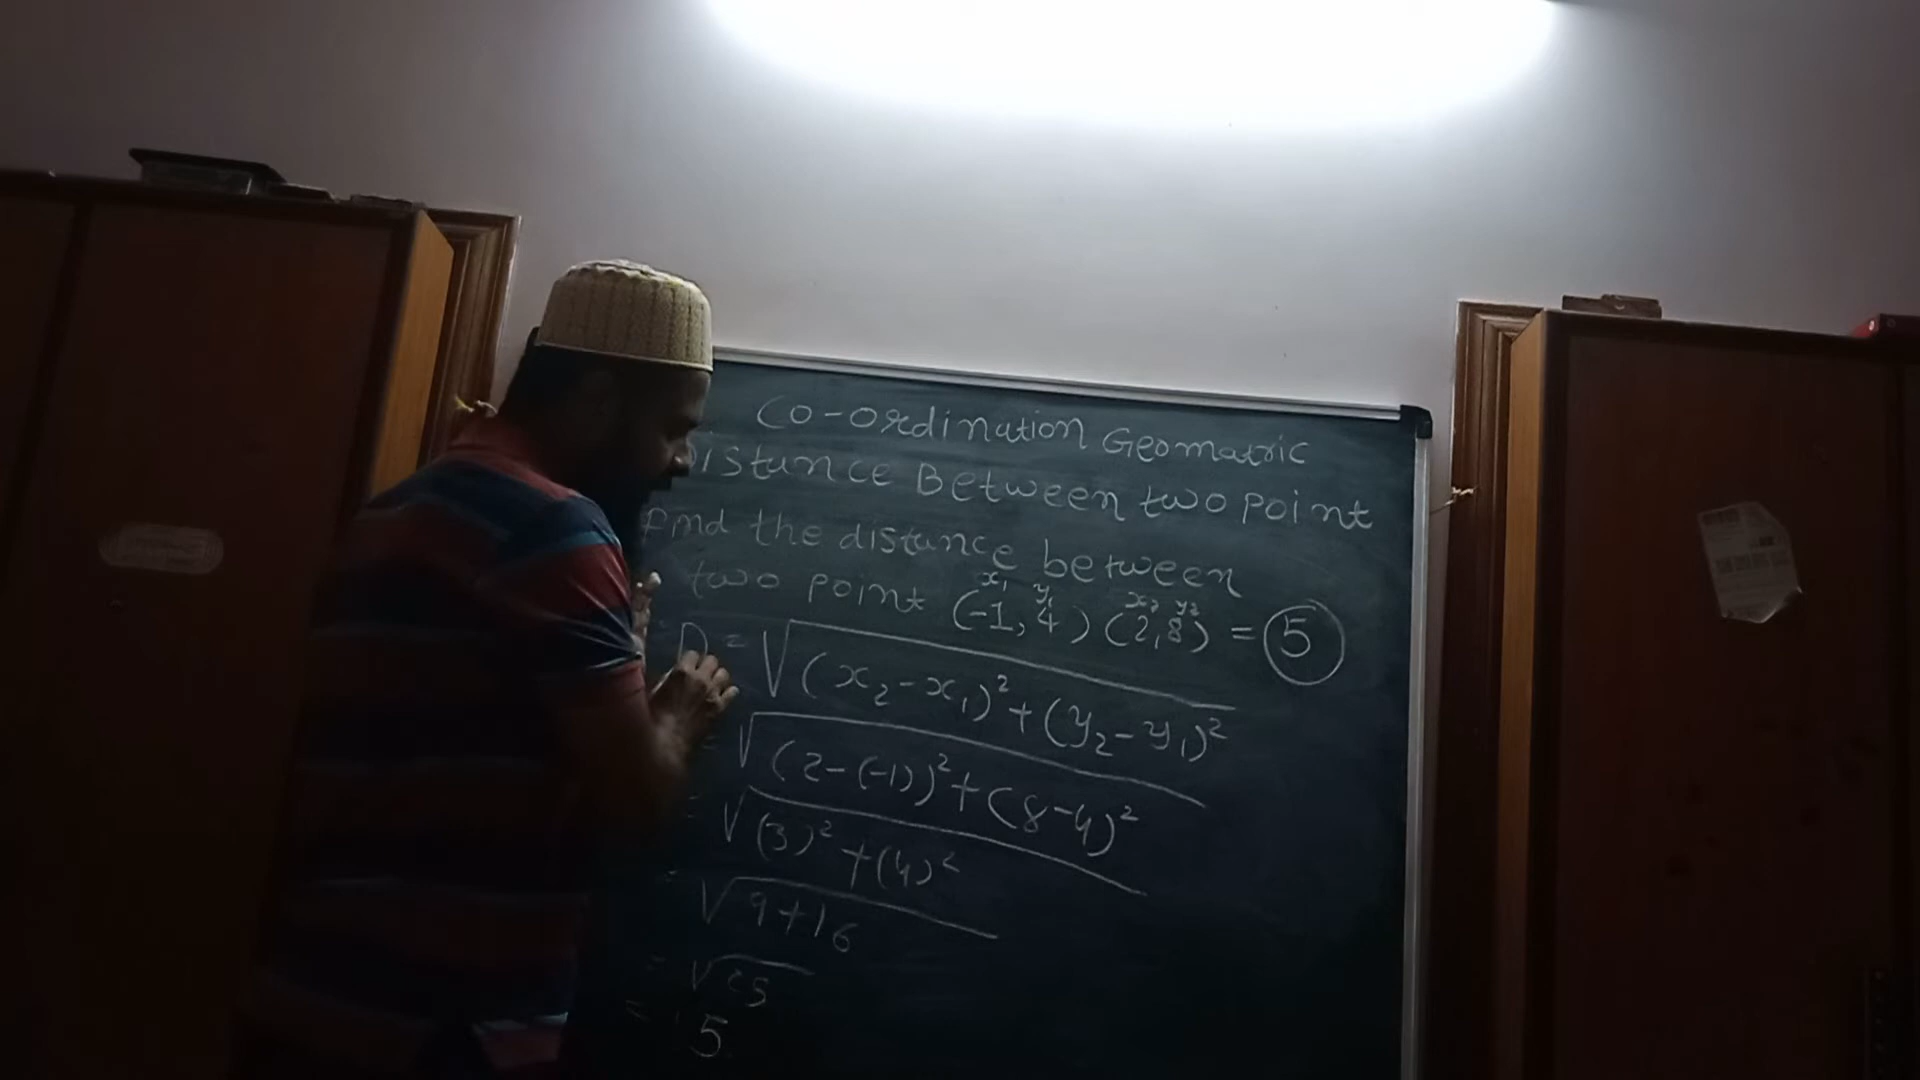 Co-ordination Geomatric
Distance Between two point
find the distance between
two point (-1, 4) (2, 8) = 5
x₁ y₁ x₂ y₂
D = √(x₂ - x₁)² + (y₂ - y₁)²
= √(2 - (-1))² + (8 - 4)²
= √(3)² + (4)²
= √9 + 16
= √25
= 5